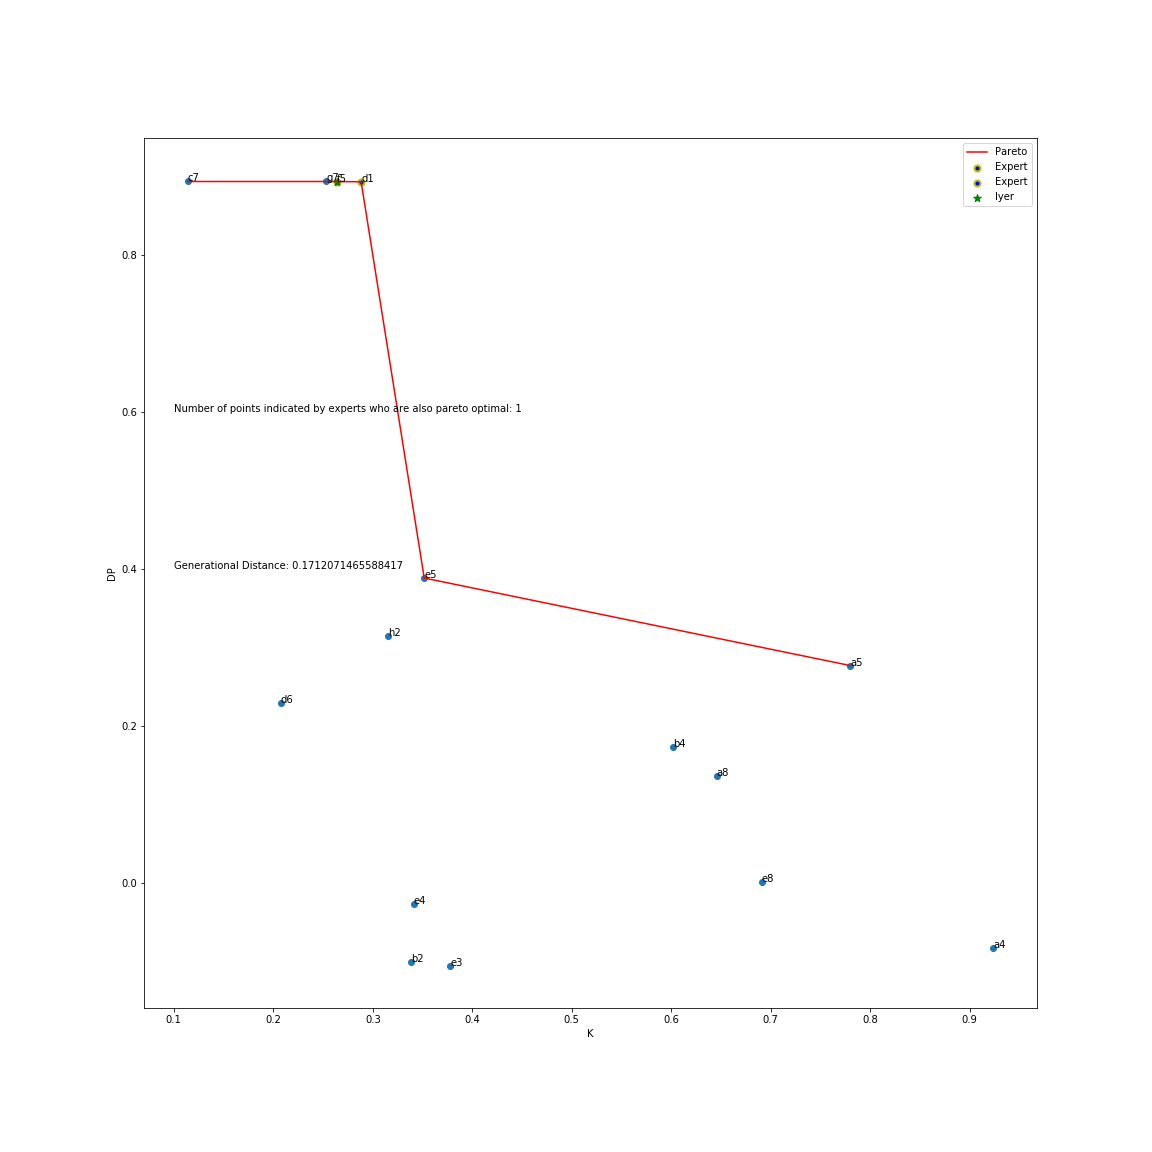 Pareto
Expert
Expert
Iyer
c7
g7
f5
d1
0.8
0.6
Number of points indicated by experts who are also pareto optimal: 1
0.4
Generational Distance: 0.1712071465588417
e5
DP
h2
a5
d6
0.2
b4
a8
0.0
e8
e4
a4
b2
e3
0.1 0.2 0.3 0.4 0.5 0.6 0.7 0.8 0.9
K